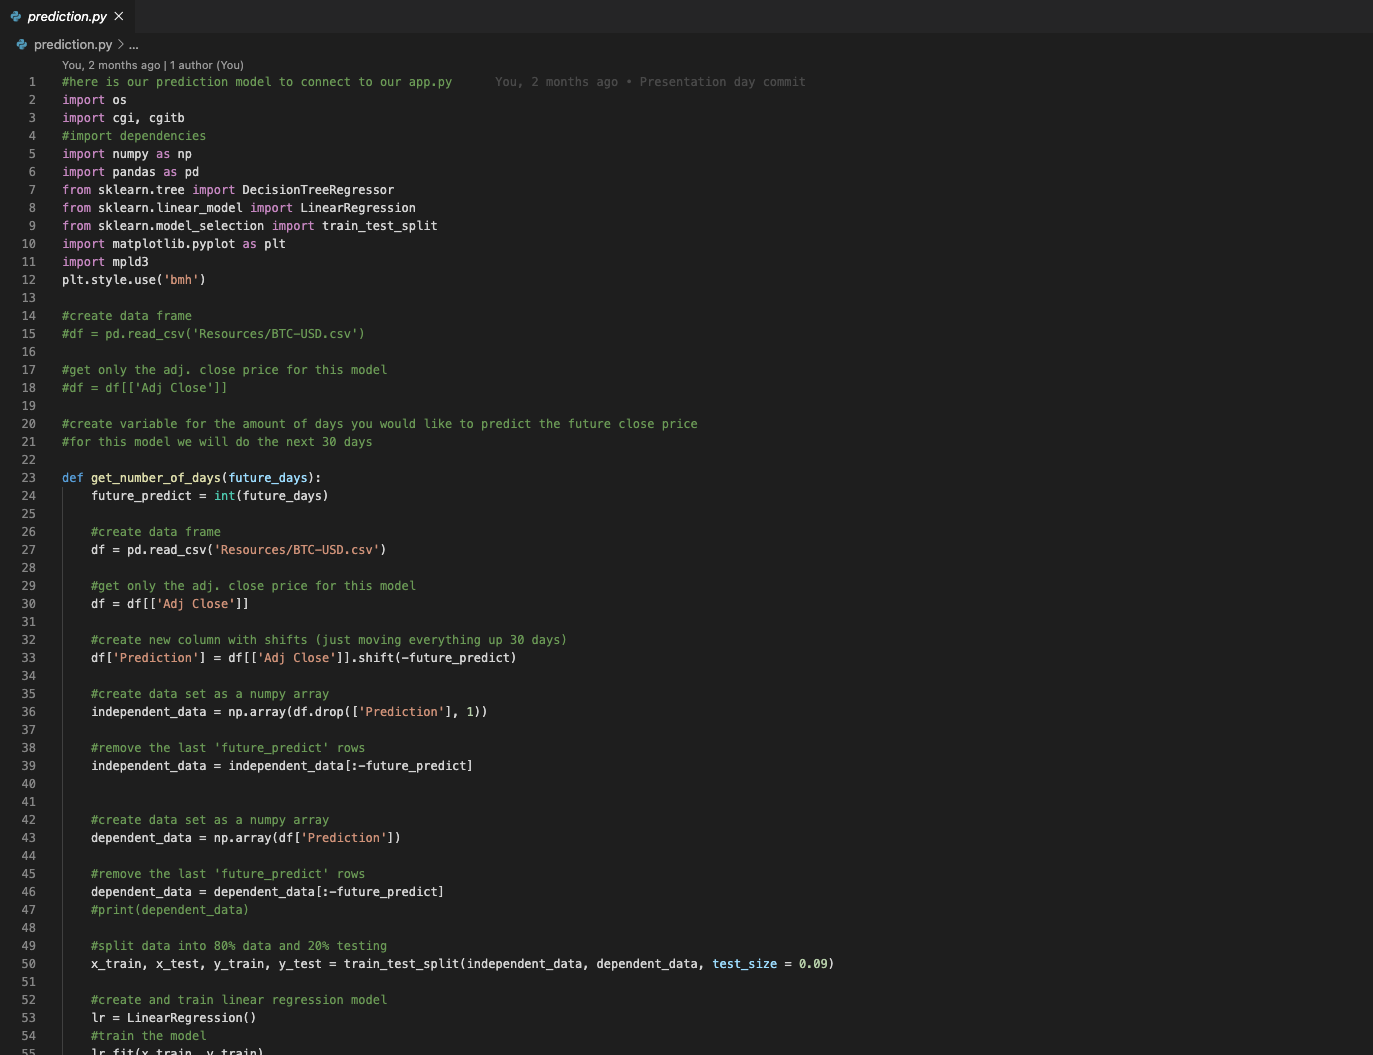 prediction.py ×
prediction.py > ...
You, 2 months ago | 1 author (You)
1 #here is our prediction model to connect to our app.py You, 2 months ago • Presentation day commit
2 import os
3 import cgi, cgitb
4 #import dependencies
5 import numpy as np
6 import pandas as pd
7 from sklearn.tree import DecisionTreeRegressor
8 from sklearn.linear_model import LinearRegression
9 from sklearn.model_selection import train_test_split
10 import matplotlib.pyplot as plt
11 import mpld3
12 plt.style.use('bmh')
13
14 #create data frame
15 #df = pd.read_csv('Resources/BTC-USD.csv')
16
17 #get only the adj. close price for this model
18 #df = df[['Adj Close']]
19
20 #create variable for the amount of days you would like to predict the future close price
21 #for this model we will do the next 30 days
22
23 def get_number_of_days(future_days):
24     future_predict = int(future_days)
25
26     #create data frame
27     df = pd.read_csv('Resources/BTC-USD.csv')
28
29     #get only the adj. close price for this model
30     df = df[['Adj Close']]
31
32     #create new column with shifts (just moving everything up 30 days)
33     df['Prediction'] = df[['Adj Close']].shift(-future_predict)
34
35     #create data set as a numpy array
36     independent_data = np.array(df.drop(['Prediction'], 1))
37
38     #remove the last 'future_predict' rows
39     independent_data = independent_data[:-future_predict]
40
41
42     #create data set as a numpy array
43     dependent_data = np.array(df['Prediction'])
44
45     #remove the last 'future_predict' rows
46     dependent_data = dependent_data[:-future_predict]
47     #print(dependent_data)
48
49     #split data into 80% data and 20% testing
50     x_train, x_test, y_train, y_test = train_test_split(independent_data, dependent_data, test_size = 0.09)
51
52     #create and train linear regression model
53     lr = LinearRegression()
54     #train the model
55     lr.fit(x_train, y_train)